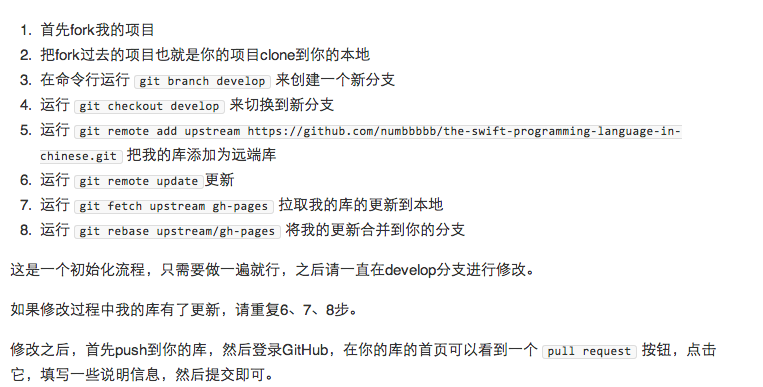 1. 首先fork我的项目
2. 把fork过去的项目也就是你的项目clone到你的本地
3. 在命令行运行 git branch develop 来创建一个新分支
4. 运行 git checkout develop 来切换到新分支
5. 运行 git remote add upstream https://github.com/numbbbbb/the-swift-programming-language-in-
chinese.git 把我的库添加为远端库
6. 运行 git remote update更新
7. 运行 git fetch upstream gh-pages 拉取我的库的更新到本地
8. 运行 git rebase upstream/gh-pages 将我的更新合并到你的分支
这是一个初始化流程，只需要做一遍就行，之后请一直在develop分支进行修改。
如果修改过程中我的库有了更新，请重复6、7、8步。
修改之后，首先push到你的库，然后登录GitHub，在你的库的首页可以看到一个 pull request 按钮，点击
它，填写一些说明信息，然后提交即可。